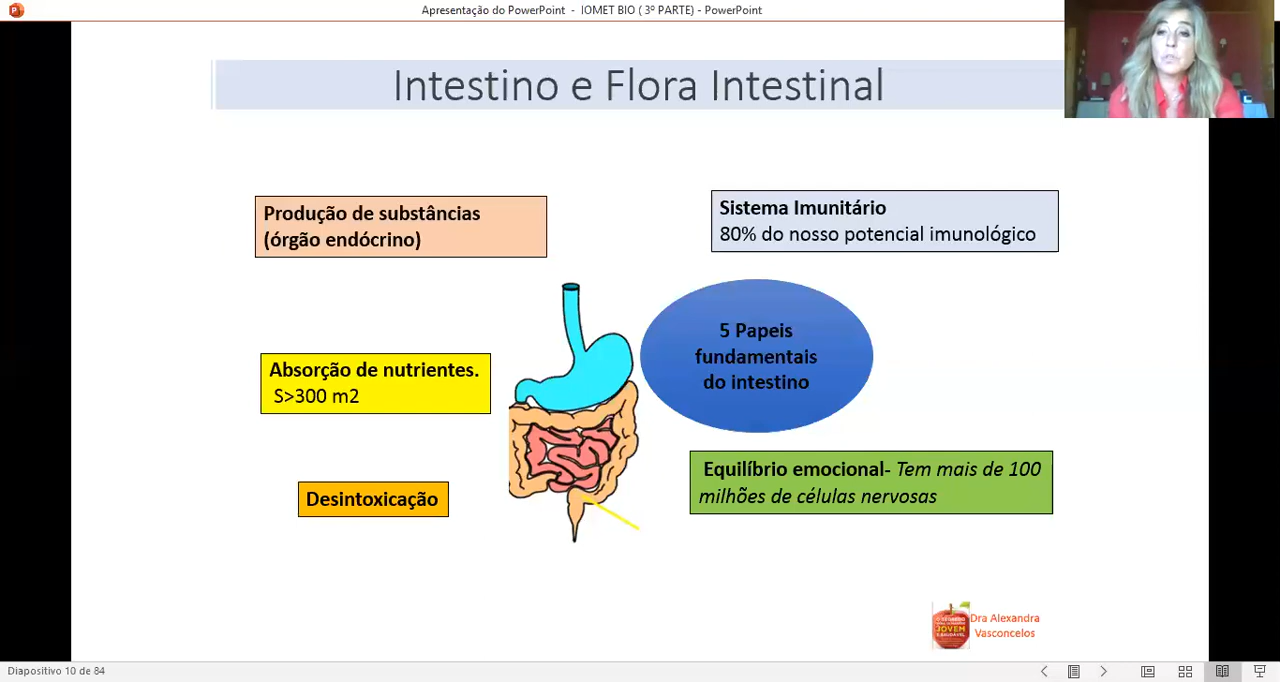 Apresentação do PowerPoint - IOMET BIO ( 3º PARTE) - PowerPoint
Intestino e Flora Intestinal
Produção de substâncias
(órgão endócrino)
Sistema Imunitário
80% do nosso potencial imunológico
5 Papeis
fundamentais
do intestino
Absorção de nutrientes.
S>300 m2
Equilíbrio emocional- Tem mais de 100
milhões de células nervosas
Desintoxicação
JOVEM
Dra Alexandra
Vasconcelos
Diapositivo 10 de 84